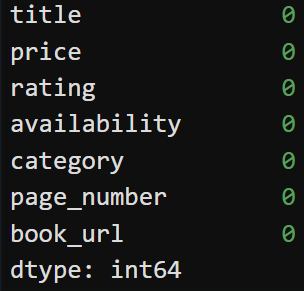 title 0
price 0
rating 0
availability 0
category 0
page_number 0
book_url 0
dtype: int64